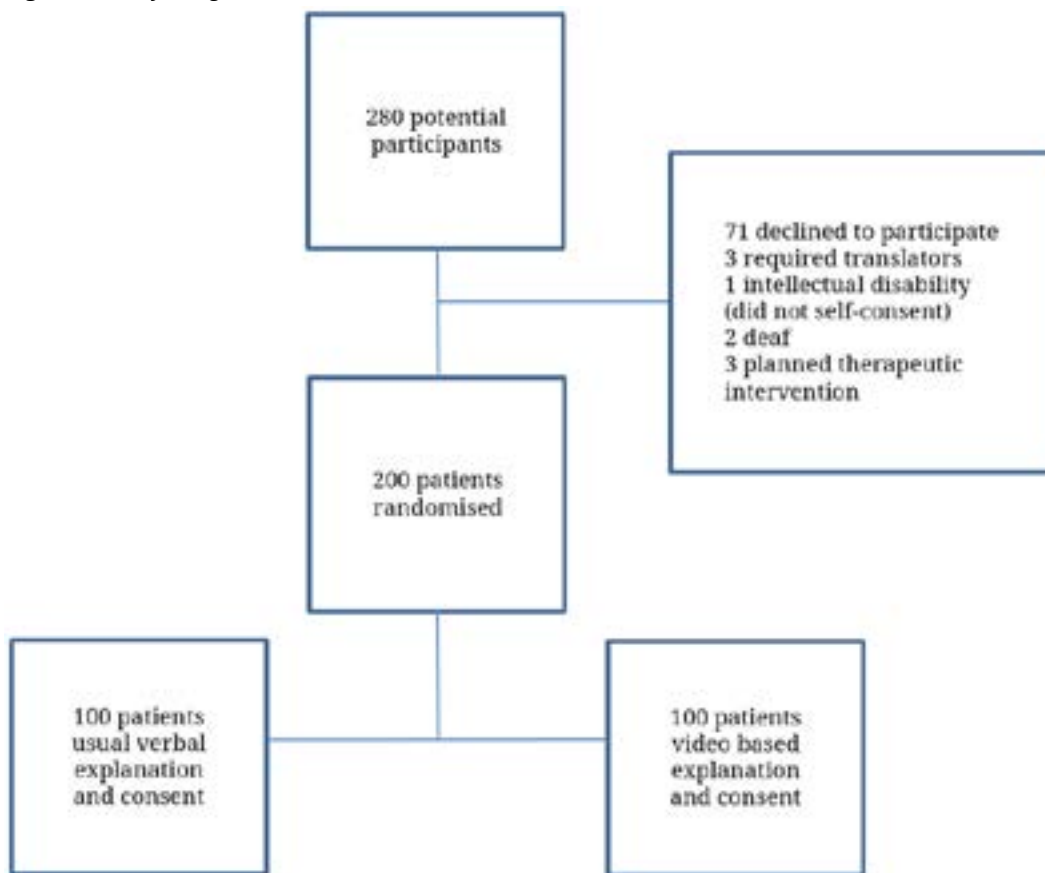 280 potential
participants
71 declined to participate
3 required translators
1 intellectual disability
(did not self-consent)
2 deaf
3 planned therapeutic
intervention
200 patients
randomised
100 patients
usual verbal
explanation
and consent
100 patients
video based
explanation
and consent